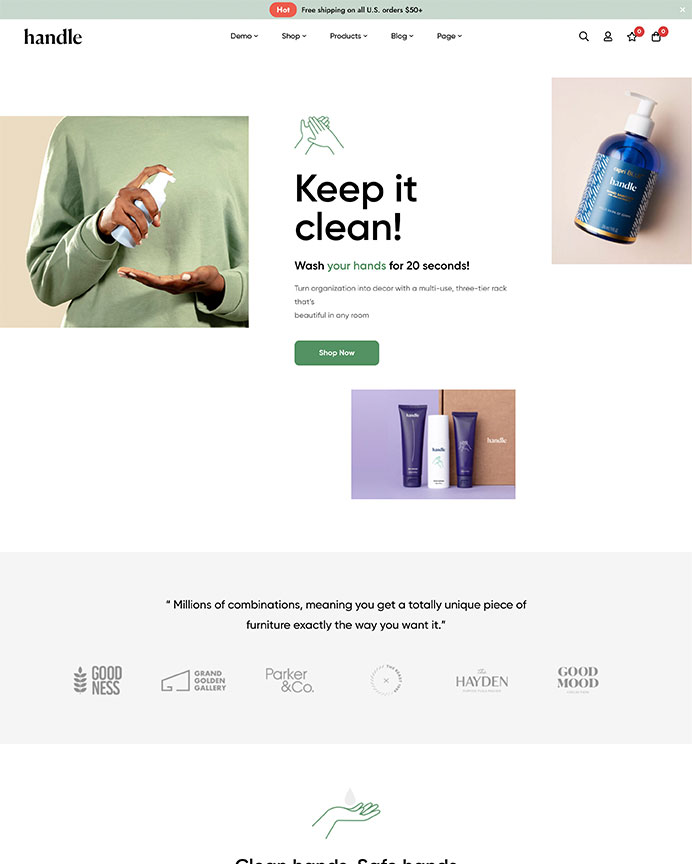 Hot Free shipping on all U.S. orders $50+
handle
Demo Shop Products Blog Page
0 0
Keep it
clean!
Wash your hands for 20 seconds!
Turn organization into decor with a multi-use, three-tier rack
that's
beautiful in any room
Shop Now
handle
handle
handle
handle
“ Millions of combinations, meaning you get a totally unique piece of
furniture exactly the way you want it.”
GOOD
NESS
GRAND
GOLDEN
GALLERY
Parker
&Co.
The
HAYDEN
GOOD
MOOD
Clean hands. Safe hands.